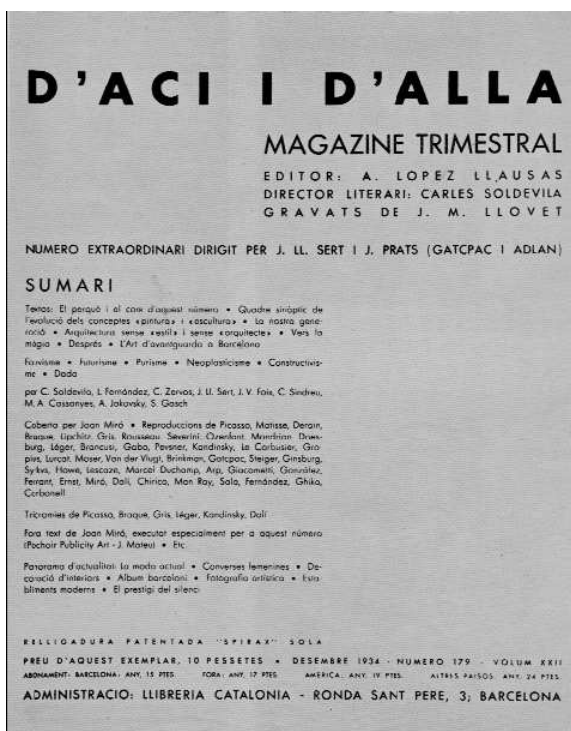 D'ACI I D'ALLA
MAGAZINE TRIMESTRAL
EDITOR: A. LOPEZ LLAUSAS
DIRECTOR LITERARI: CARLES SOLDEVILA
GRAVATS DE J. M. LLOVET
NUMERO EXTRAORDINARI DIRIGIT PER J. LL. SERT I J. PRATS (GATCPAC I ADLAN)
SUMARI
Textos: El perquè i el com d'aquest número • Quadre sinòptic de
l'evolució dels conceptes «pintura» i «escultura» • La nostra gene-
ració • Arquitectura sense «estil» i sense «arquitecte» • Vers la
màgia • Després • L'Art d'avantguarda a Barcelona
Fauvisme • Futurisme • Purisme • Neoplasticisme • Constructivis-
me • Dada
per C. Soldevila, L. Fernández, C. Zervos, J. Ll. Sert, J. V. Foix, C. Sindreu,
M. A. Cassanyes, A. Jakovsky, S. Gasch
Coberta per Joan Miró • Reproduccions de Picasso, Matisse, Derain,
Braque, Lipchitz, Gris, Rousseau, Severini, Ozenfant, Mondrian, Does-
burg, Léger, Brancusi, Gabo, Pevsner, Kandinsky, Le Corbusier, Gro-
pius, Lurçat, Moser, Van der Vlugt, Brinkman, Gatcpac, Steiger, Ginsburg,
Sytkus, Howe, Lescaze, Marcel Duchamp, Arp, Giacometti, González,
Ferrant, Ernst, Miró, Dalí, Chirico, Man Ray, Sala, Fernández, Ghika,
Carbonell
Tricromies de Picasso, Braque, Gris, Léger, Kandinsky, Dalí
Fora text de Joan Miró, executat especialment per a aquest número
(Pochoir Publicity Art - J. Mateu) • Etc.
Panorama d'actualitat: La moda actual • Converses femenines • De-
coració d'interiors • Album barceloní • Fotografia artística • Esta-
bliments moderns • El prestigi del silenci
RELLIGADURA PATENTADA "SPIRAX" SOLA
PREU D'AQUEST EXEMPLAR, 10 PESSETES • DESEMBRE 1934 - NUMERO 179 - VOLUM XXII
ABONAMENT: BARCELONA: ANY, 15 PTES. FORA: ANY, 17 PTES. AMERICA: ANY, 19 PTES. ALTRES PAISOS: ANY, 24 PTES.
ADMINISTRACIO: LLIBRERIA CATALONIA - RONDA SANT PERE, 3; BARCELONA